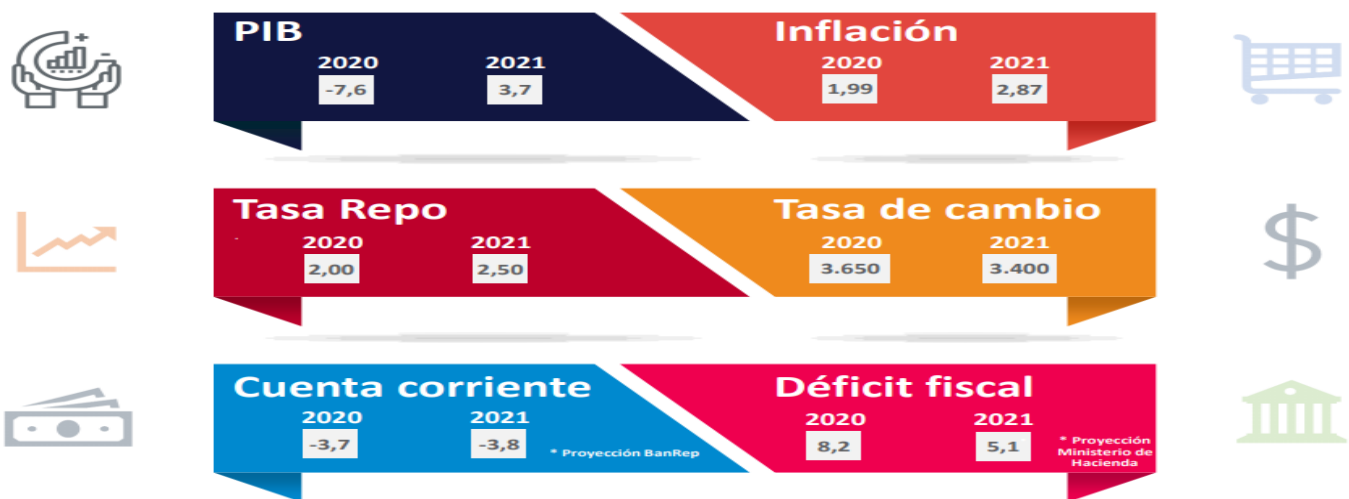 PIB
2020 2021
-7,6 3,7
Inflación
2020 2021
1,99 2,87
Tasa Repo
2020 2021
2,00 2,50
Tasa de cambio
2020 2021
3.650 3.400
Cuenta corriente
2020 2021
-3,7 -3,8
* Proyección BanRep
Déficit fiscal
2020 2021
8,2 5,1
* Proyección
Ministerio de
Hacienda